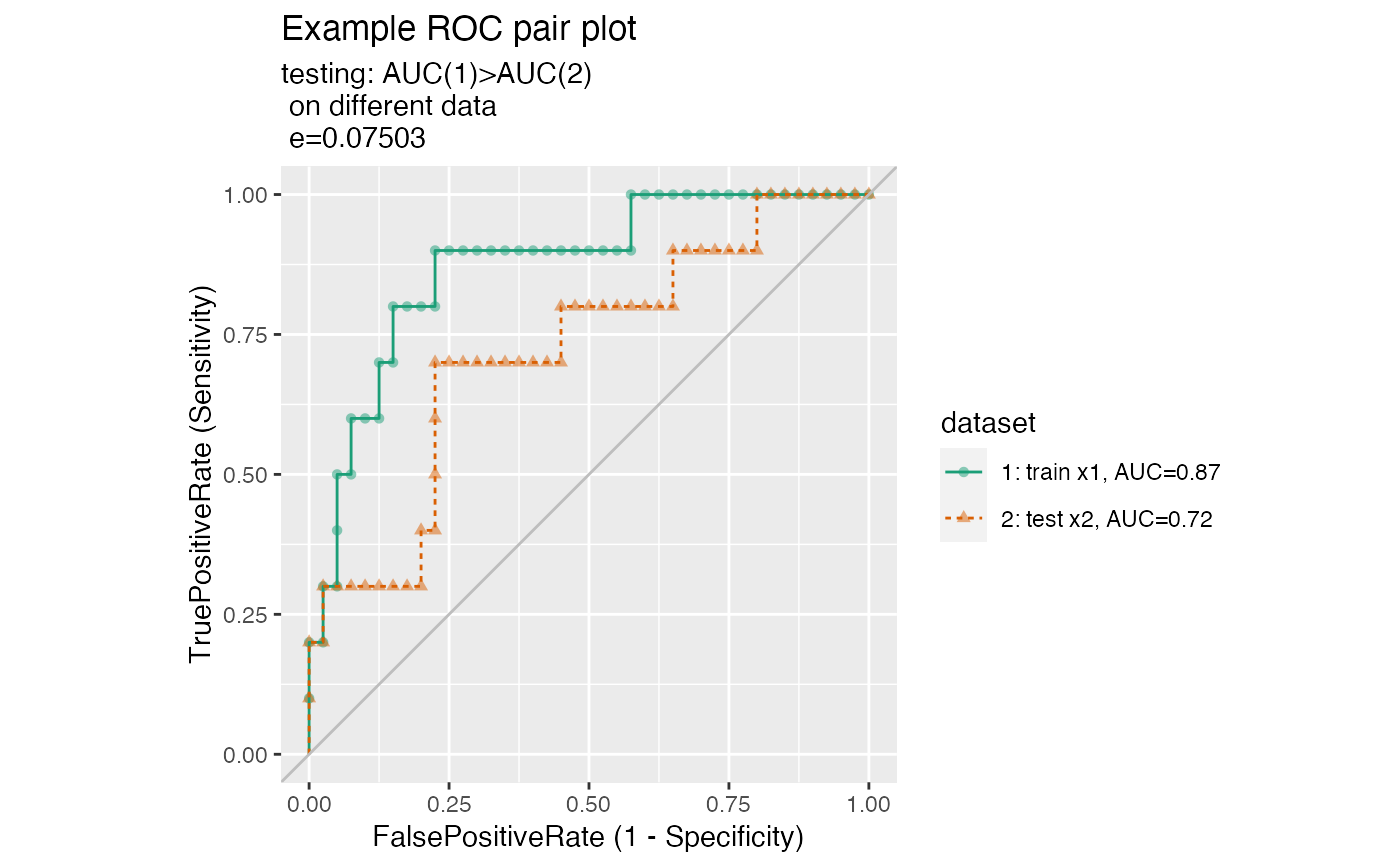 Example ROC pair plot
testing: AUC(1)>AUC(2)
on different data
e=0.07503
1.00
0.75
0.50
0.25
0.00
TruePositiveRate (Sensitivity)
0.00 0.25 0.50 0.75 1.00
FalsePositiveRate (1 - Specificity)
dataset
1: train x1, AUC=0.87
2: test x2, AUC=0.72